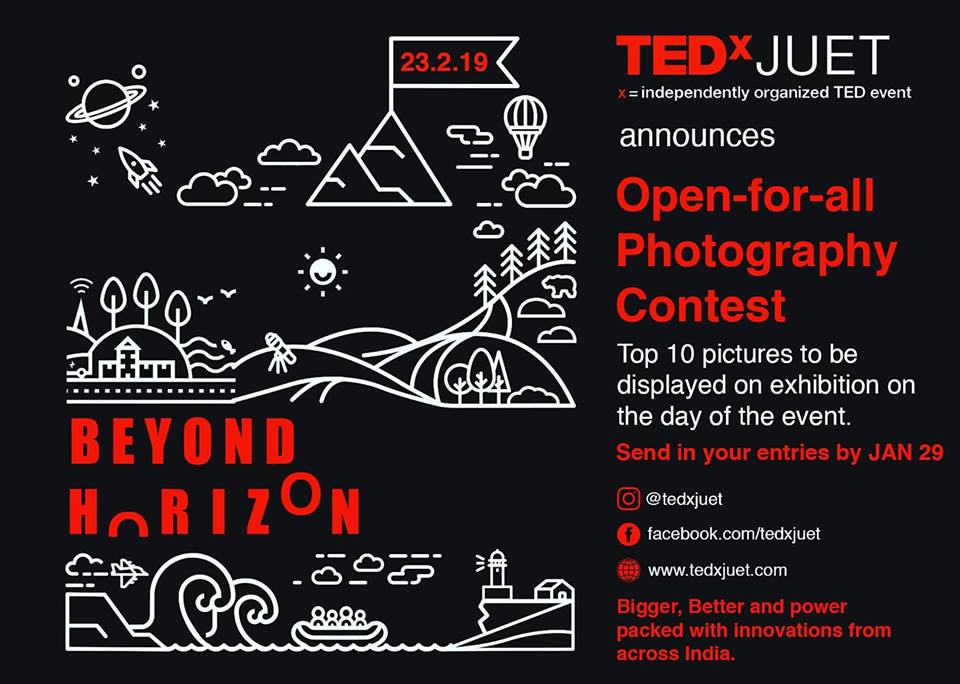 23.2.19
BEYOND
HORIZON
TEDxJUET
x = independently organized TED event
announces
Open-for-all
Photography
Contest
Top 10 pictures to be
displayed on exhibition on
the day of the event.
Send in your entries by JAN 29
@tedxjuet
facebook.com/tedxjuet
www.tedxjuet.com
Bigger, Better and power
packed with innovations from
across India.